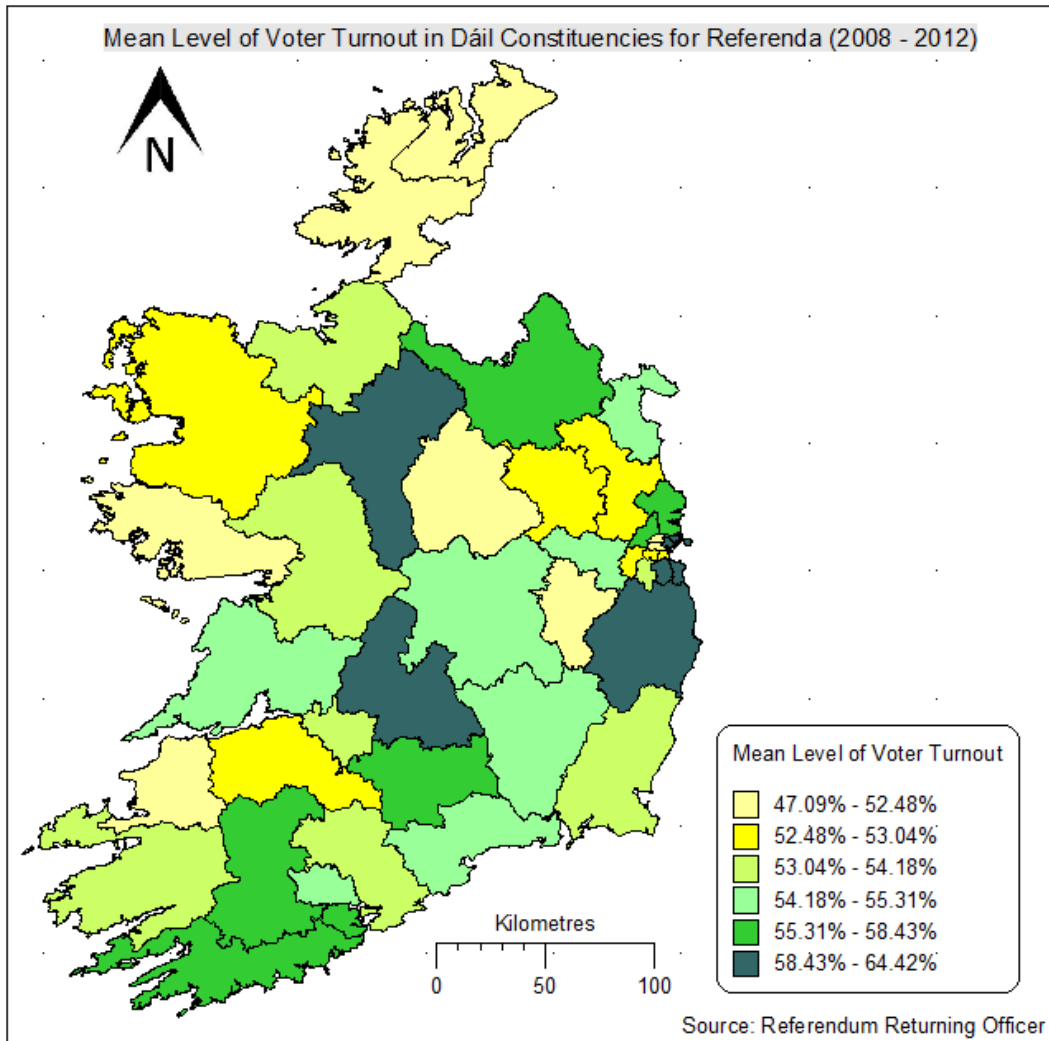 Mean Level of Voter Turnout in Dáil Constituencies for Referenda (2008 - 2012)
N
Mean Level of Voter Turnout
47.09% - 52.48%
52.48% - 53.04%
53.04% - 54.18%
54.18% - 55.31%
55.31% - 58.43%
58.43% - 64.42%
Kilometres
0 50 100
Source: Referendum Returning Officer